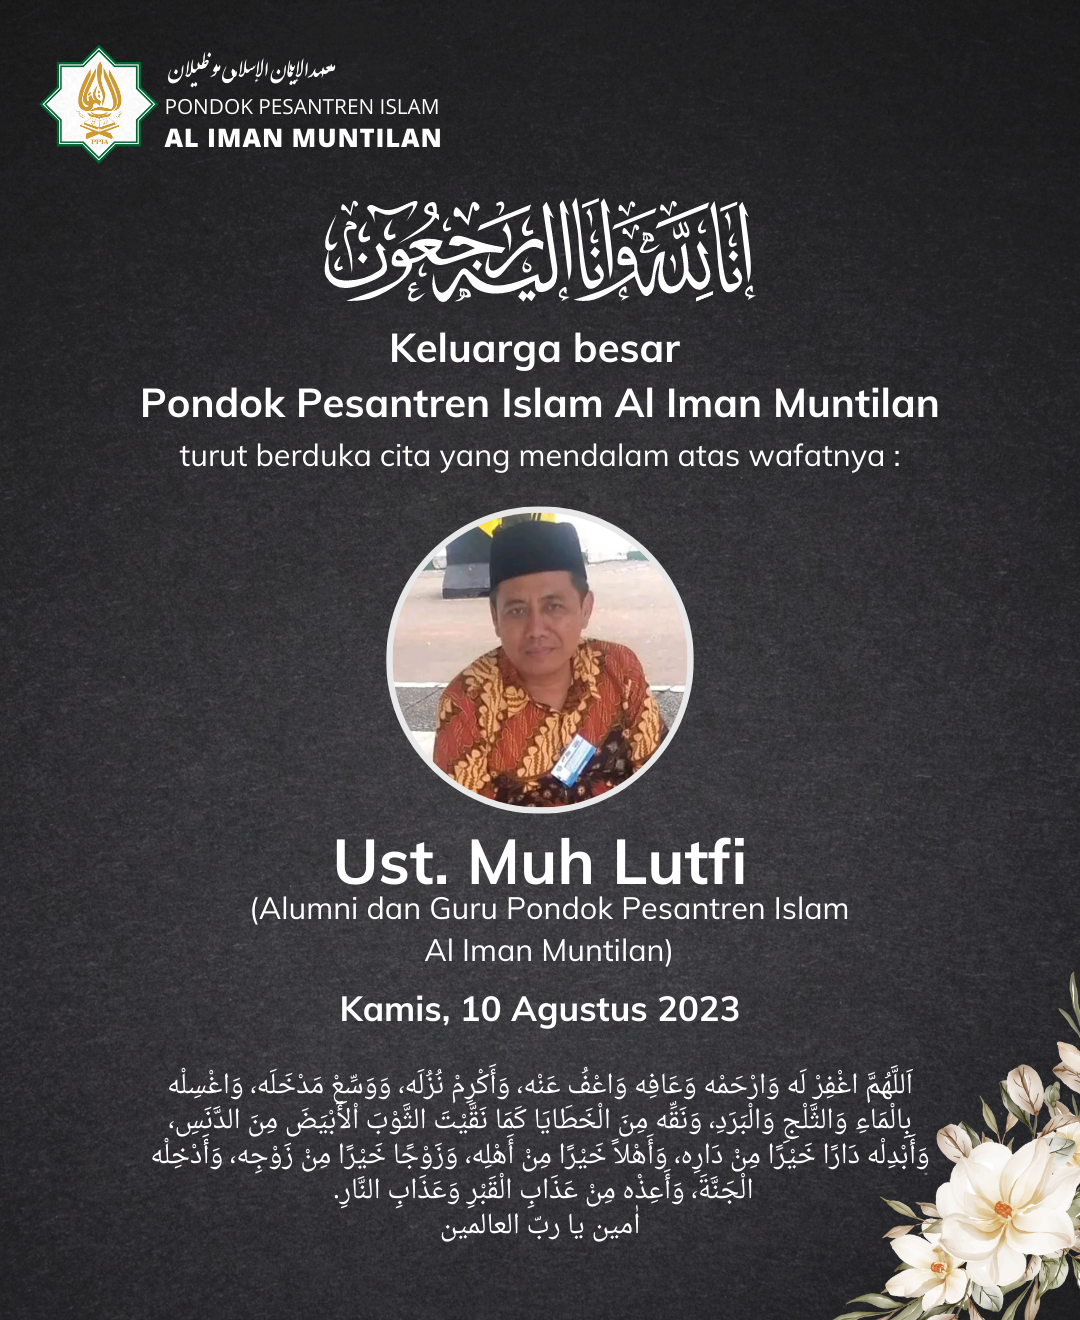 معهد الإيمان الإسلامي مونتيلان
PONDOK PESANTREN ISLAM
AL IMAN MUNTILAN
إنا لله وإنا إليه راجعون
Keluarga besar
Pondok Pesantren Islam Al Iman Muntilan
turut berduka cita yang mendalam atas wafatnya :
Ust. Muh Lutfi
(Alumni dan Guru Pondok Pesantren Islam
Al Iman Muntilan)
Kamis, 10 Agustus 2023
اَللَّهُمَّ اغْفِرْ لَه وَارْحَمْه وَعَافِه وَاعْفُ عَنْه، وَأَكْرِمْ نُزُلَه، وَوَسِّعْ مَدْخَلَه، وَاغْسِلْه
بِالْمَاءِ وَالثَّلْجِ وَالْبَرَدِ، وَنَقِّه مِنَ الْخَطَايَا كَمَا نَقَّيْتَ الثَّوْبَ اْلأَبْيَضَ مِنَ الدَّنَسِ،
وَأَبْدِلْه دَارًا خَيْرًا مِنْ دَارِه، وَأَهْلاً خَيْرًا مِنْ أَهْلِه، وَزَوْجًا خَيْرًا مِنْ زَوْجِه، وَأَدْخِلْه
الْجَنَّةَ، وَأَعِذْه مِنْ عَذَابِ الْقَبْرِ وَعَذَابِ النَّارِ.
اٰمين يا ربّ العالمين